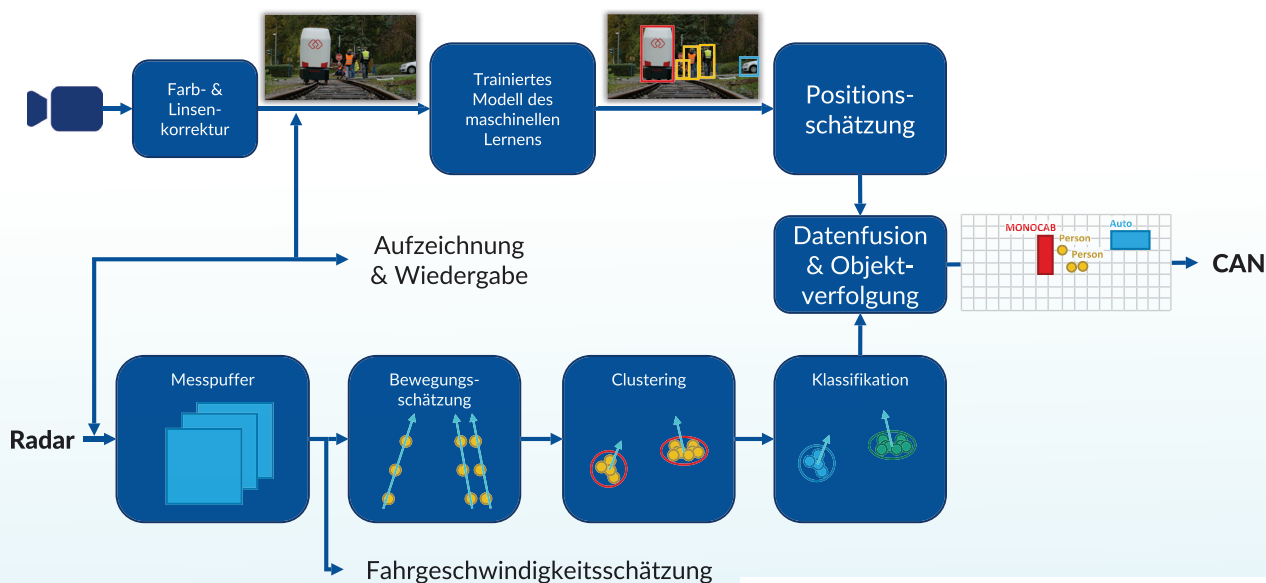 Farb- &
Linsen-
korrektur
Trainiertes
Modell des
maschinellen
Lernens
Positions-
schätzung
Aufzeichnung
& Wiedergabe
Datenfusion
& Objekt-
verfolgung
MONOCAB
Person
Person
Auto
CAN
Radar
Messpuffer
Bewegungs-
schätzung
Clustering
Klassifikation
Fahrgeschwindigkeitsschätzung